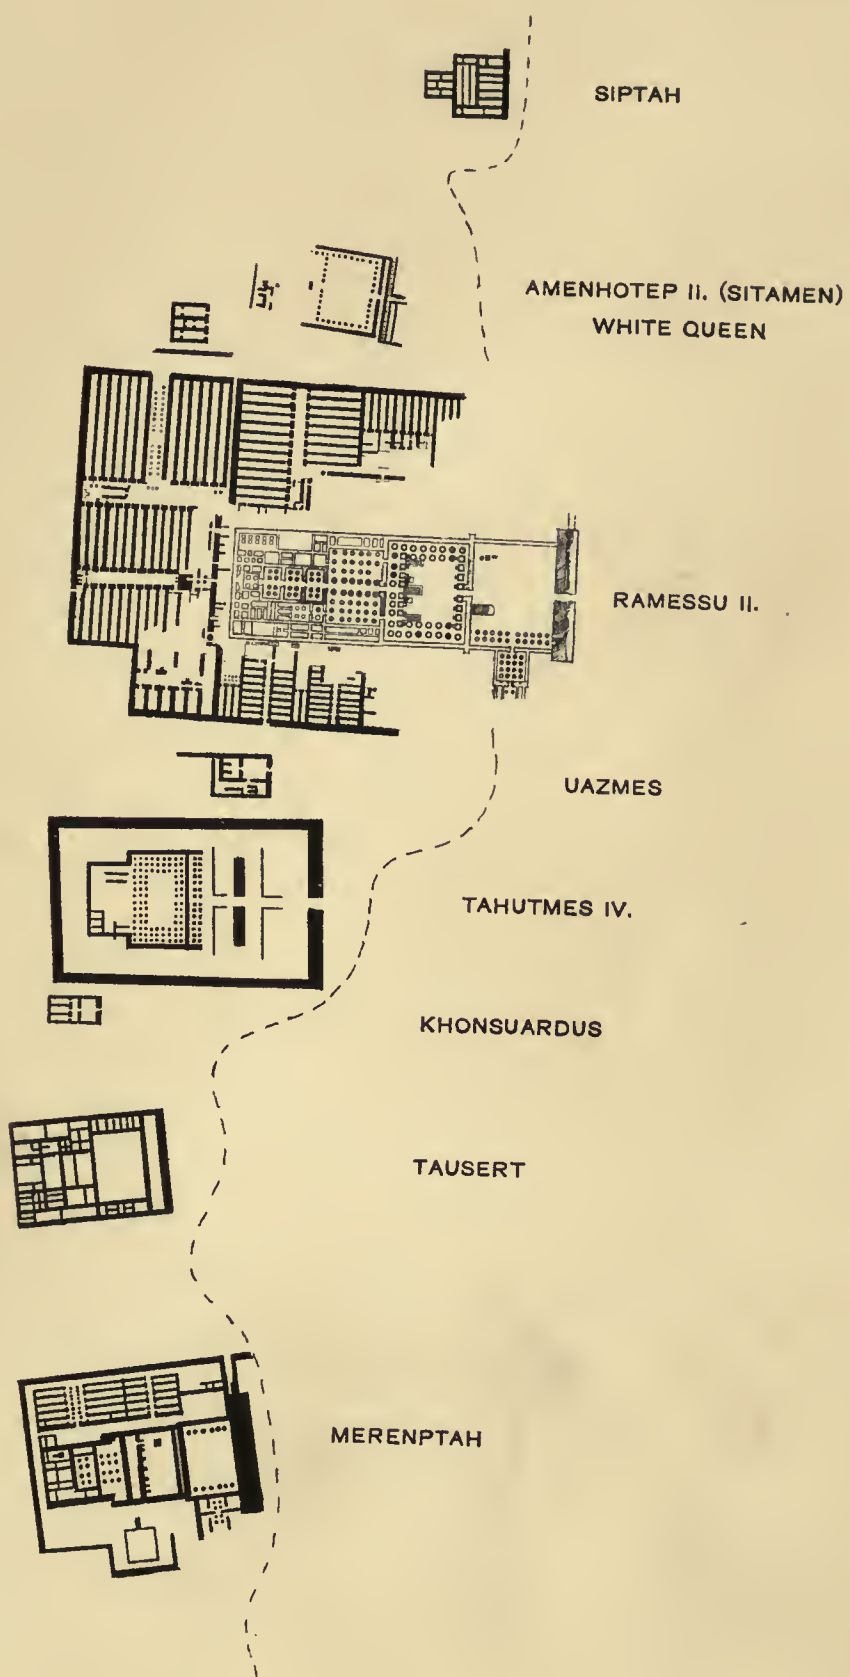 SIPTAH
AMENHOTEP II. (SITAMEN)
WHITE QUEEN
RAMESSU II.
UAZMES
TAHUTMES IV.
KHONSUARDUS
TAUSERT
MERENPTAH